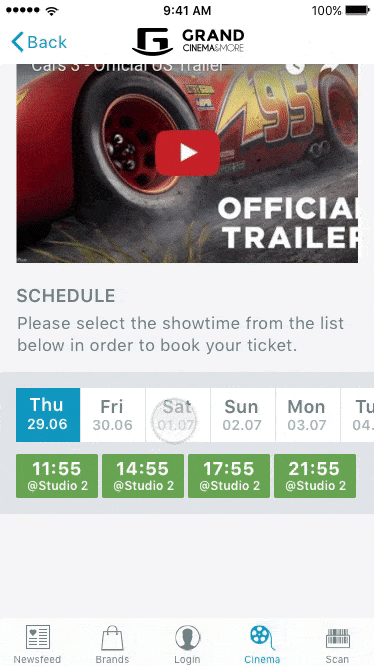 9:41 AM
100%
Back
GRAND
CINEMA&MORE
Cars 3 - Official US Trailer
95
OFFICIAL
TRAILER
SCHEDULE
Please select the showtime from the list
below in order to book your ticket.
Thu Fri Sat Sun Mon Tu
29.06 30.06 01.07 02.07 03.07 04.
11:55 14:55 17:55 21:55
@Studio 2 @Studio 2 @Studio 2 @Studio 2
Newsfeed Brands Login Cinema Scan